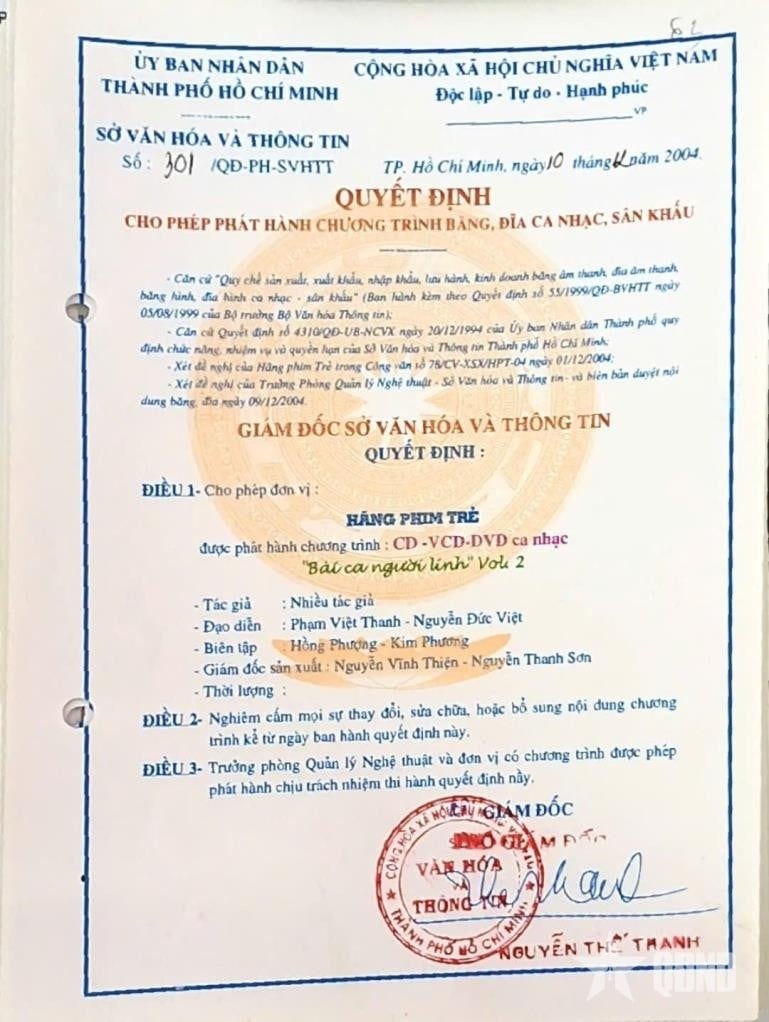 62
ỦY BAN NHÂN DÂN
THÀNH PHỐ HỒ CHÍ MINH
CỘNG HÒA XÃ HỘI CHỦ NGHĨA VIỆT NAM
Độc lập - Tự do - Hạnh phúc
VP
SỞ VĂN HÓA VÀ THÔNG TIN
Số : 301 /QĐ-PH-SVHTT
TP. Hồ Chí Minh, ngày 10 tháng 12 năm 2004.
QUYẾT ĐỊNH
CHO PHÉP PHÁT HÀNH CHƯƠNG TRÌNH BĂNG, ĐĨA CA NHẠC, SÂN KHẤU
- Căn cứ "Quy chế sản xuất, xuất khẩu, nhập khẩu, lưu hành, kinh doanh băng âm thanh, đĩa âm thanh,
băng hình, đĩa hình ca nhạc - sân khấu" (Ban hành kèm theo Quyết định số 55/1999/QĐ-BVHTT ngày
05/08/1999 của Bộ trưởng Bộ Văn hóa Thông tin);
- Căn cứ Quyết định số 4310/QĐ-UB-NCVX ngày 20/12/1994 của Ủy ban Nhân dân Thành phố quy
định chức năng, nhiệm vụ và quyền hạn của Sở Văn hóa và Thông tin Thành phố Hồ Chí Minh;
- Xét đề nghị của Hãng phim Trẻ trong Công văn số 78/CV-XSX/HPT-04 ngày 01/12/2004;
- Xét đề nghị của Trưởng Phòng Quản lý Nghệ thuật - Sở Văn hóa và Thông tin- và biên bản duyệt nội
dung băng, đĩa ngày 09/12/2004.
GIÁM ĐỐC SỞ VĂN HÓA VÀ THÔNG TIN
QUYẾT ĐỊNH :
ĐIỀU 1- Cho phép đơn vị :
HÃNG PHIM TRẺ
được phát hành chương trình : CD -VCD-DVD ca nhạc
"Bài ca người lính" Vol. 2
- Tác giả : Nhiều tác giả
- Đạo diễn : Phạm Việt Thanh - Nguyễn Đức Việt
- Biên tập : Hồng Phượng - Kim Phương
- Giám đốc sản xuất : Nguyễn Vĩnh Thiện - Nguyễn Thanh Sơn
- Thời lượng :
ĐIỀU 2- Nghiêm cấm mọi sự thay đổi, sửa chữa, hoặc bổ sung nội dung chương
trình kể từ ngày ban hành quyết định này.
ĐIỀU 3- Trưởng phòng Quản lý Nghệ thuật và đơn vị có chương trình được phép
phát hành chịu trách nhiệm thi hành quyết định nầy.
GIÁM ĐỐC
GIÁM ĐỐC
SỞ
VĂN HÓA
VÀ
THÔNG TIN
THÀNH PHỐ HỒ CHÍ MINH
NGUYỄN THẾ THANH
QĐND